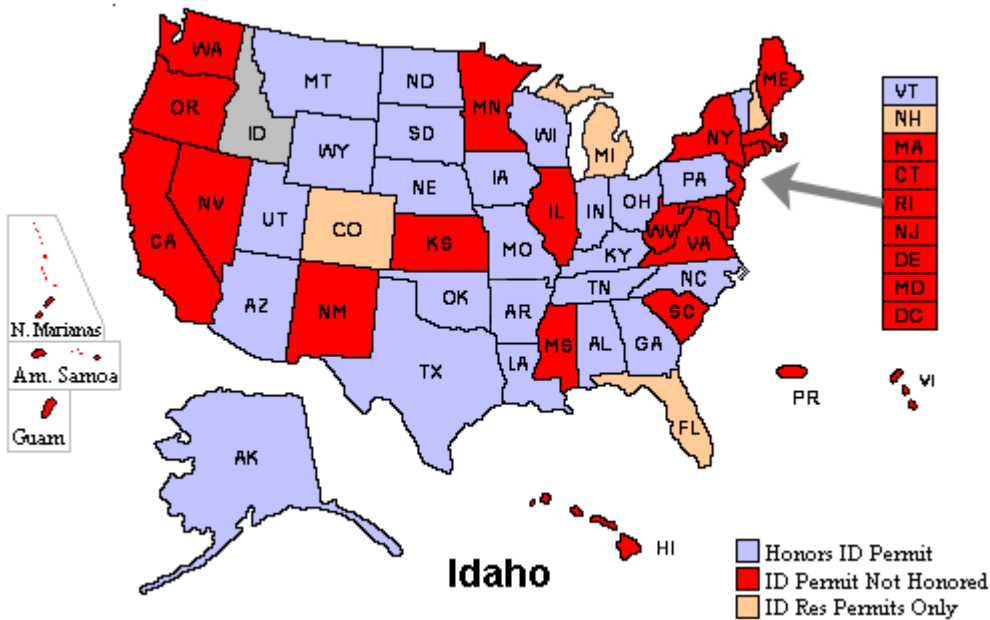 WA
MT
ND
MN
ME
VT
NH
MA
CT
RI
NJ
DE
MD
DC
OR
ID
SD
WI
NY
WY
MI
IA
PA
NE
NV
UT
CO
IL
IN
OH
CA
KS
MO
WV
VA
KY
AZ
NM
OK
TN
NC
AR
SC
TX
LA
MS
AL
GA
FL
N. Marianas
Am. Samoa
Guam
PR
VI
AK
HI
Idaho
Honors ID Permit
ID Permit Not Honored
ID Res Permits Only